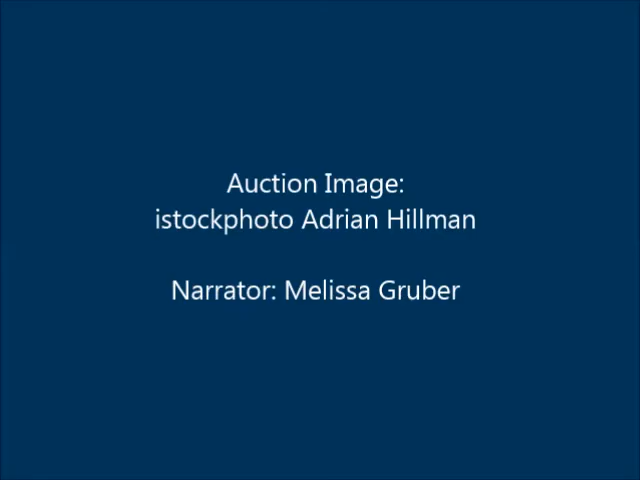 Auction Image:
istockphoto Adrian Hillman
Narrator: Melissa Gruber